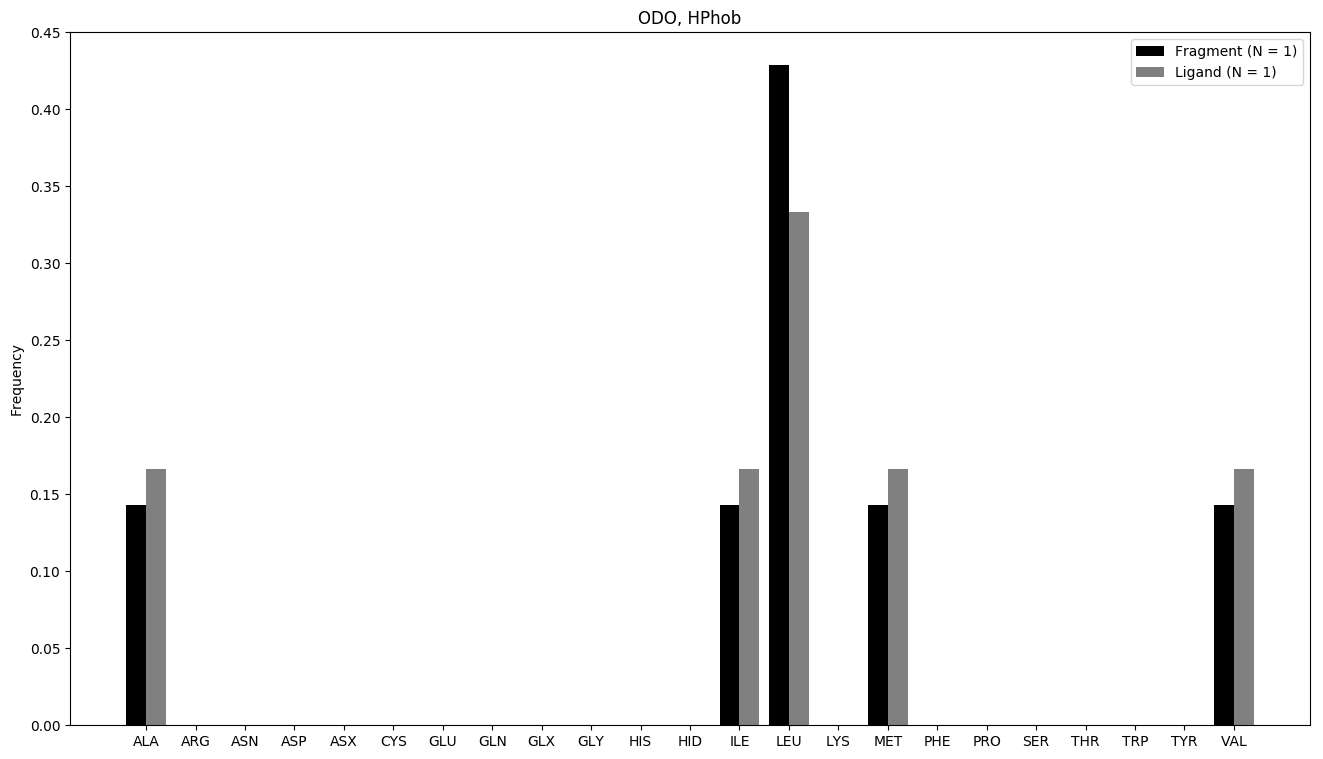 ODO, HPhob
Fragment (N = 1)
Ligand (N = 1)
Frequency
0.45
0.40
0.35
0.30
0.25
0.20
0.15
0.10
0.05
0.00
ALA ARG ASN ASP ASX CYS GLU GLN GLX GLY HIS HID ILE LEU LYS MET PHE PRO SER THR TRP TYR VAL